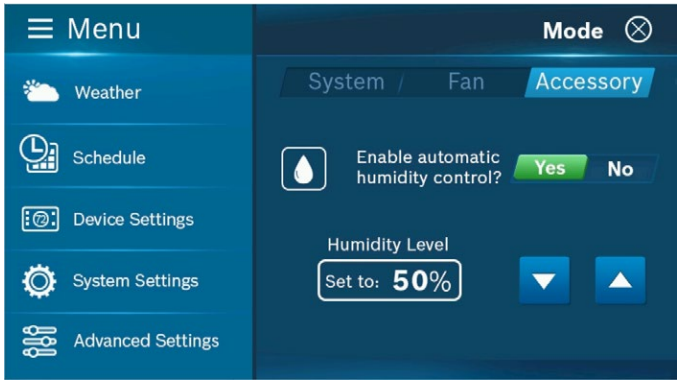 Menu
Weather
Schedule
72
Device Settings
System Settings
Advanced Settings
Mode
System / Fan Accessory
Enable automatic
humidity control?
Yes No
Humidity Level
Set to: 50%